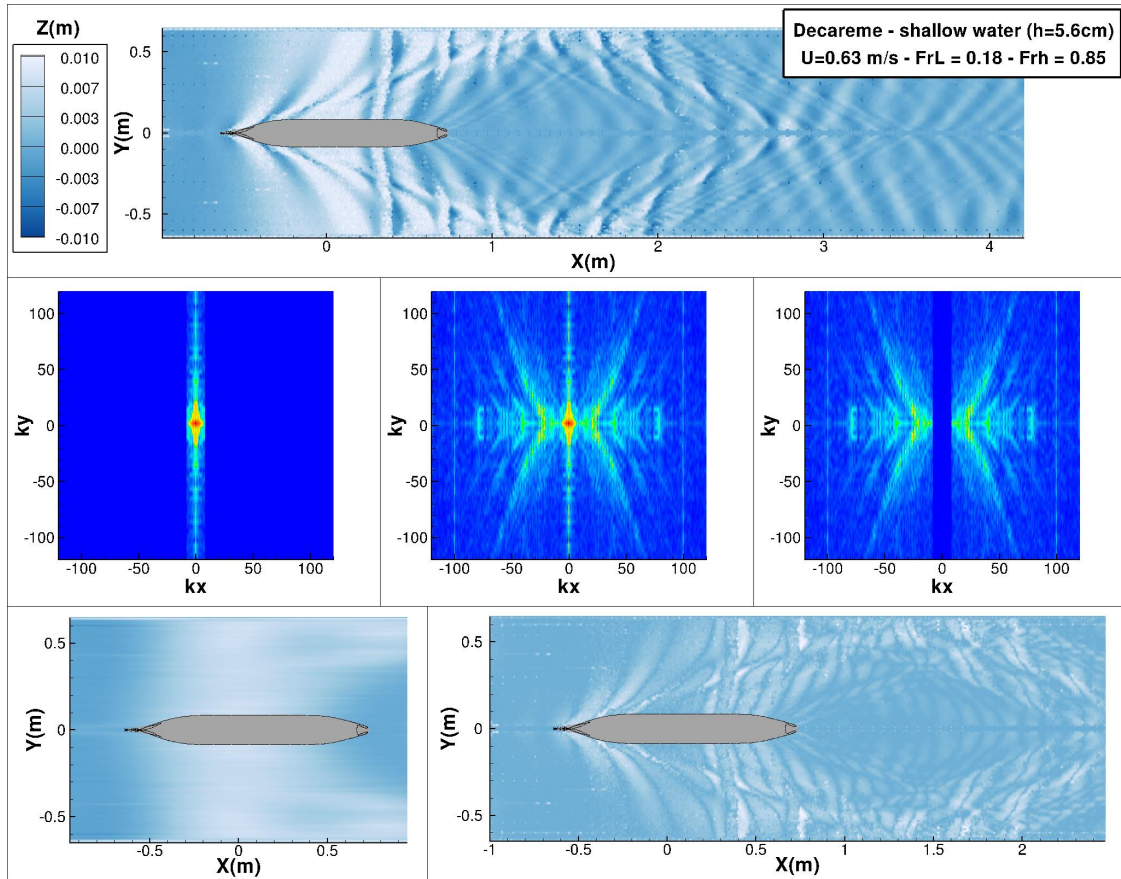 Z(m)
0.010
0.007
0.003
0.000
-0.003
-0.007
-0.010
Decareme - shallow water (h=5.6cm)
U=0.63 m/s - FrL = 0.18 - Frh = 0.85
Y(m)
0.5
0
-0.5
0 1 2 3 4
X(m)
ky
100
50
0
-50
-100
-100 -50 0 50 100
kx
ky
100
50
0
-50
-100
-100 -50 0 50 100
kx
ky
100
50
0
-50
-100
-100 -50 0 50 100
kx
Y(m)
0.5
0
-0.5
-0.5 0 0.5
X(m)
Y(m)
0.5
0
-0.5
-1 -0.5 0 0.5 1 1.5 2
X(m)